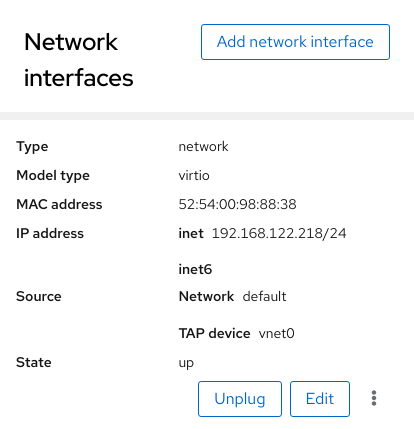 Network interfaces
Add network interface
Type network
Model type virtio
MAC address 52:54:00:98:88:38
IP address inet 192.168.122.218/24
inet6
Source Network default
TAP device vnet0
State up
Unplug Edit